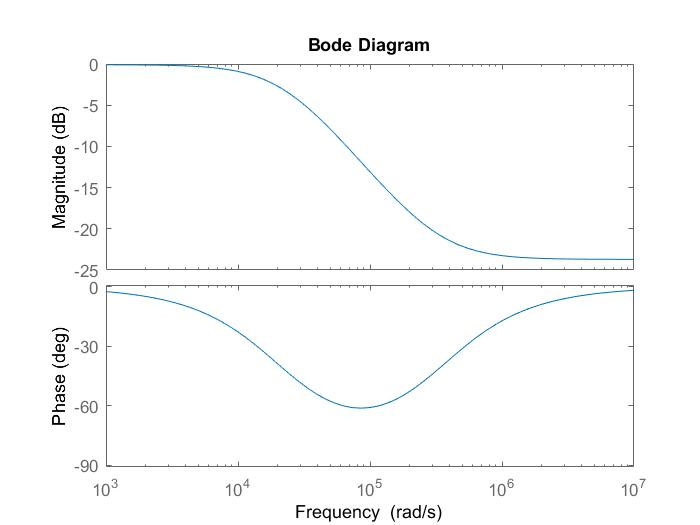 Bode Diagram
0
-5
-10
-15
-20
-25
Magnitude (dB)
0
-30
-60
-90
Phase (deg)
10^3 10^4 10^5 10^6 10^7
Frequency (rad/s)